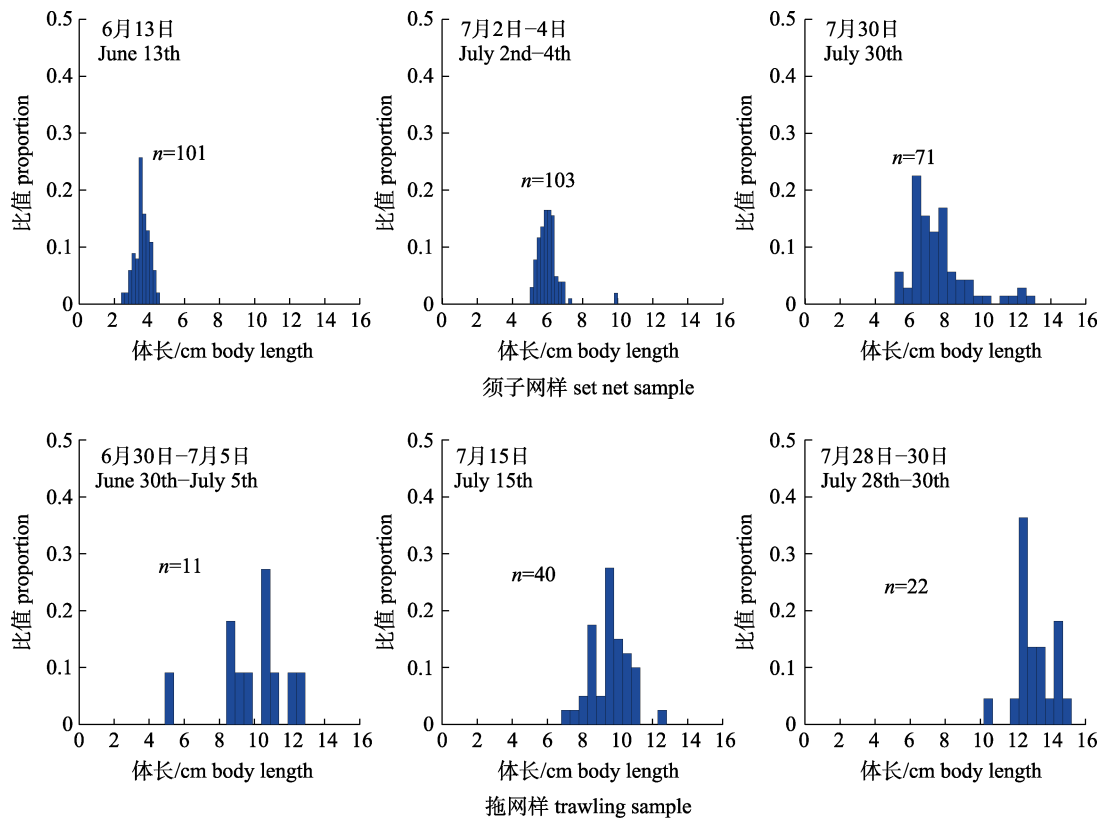 6月13日
June 13th
n=101
0.5
0.4
0.3
0.2
0.1
0
比值 proportion
0 2 4 6 8 10 12 14 16
体长/cm body length
7月2日−4日
July 2nd−4th
n=103
0.5
0.4
0.3
0.2
0.1
0
比值 proportion
0 2 4 6 8 10 12 14 16
体长/cm body length
7月30日
July 30th
n=71
0.5
0.4
0.3
0.2
0.1
0
比值 proportion
0 2 4 6 8 10 12 14 16
体长/cm body length
须子网样 set net sample
6月30日−7月5日
June 30th−July 5th
n=11
0.5
0.4
0.3
0.2
0.1
0
比值 proportion
0 2 4 6 8 10 12 14 16
体长/cm body length
7月15日
July 15th
n=40
0.5
0.4
0.3
0.2
0.1
0
比值 proportion
0 2 4 6 8 10 12 14 16
体长/cm body length
7月28日−30日
July 28th−30th
n=22
0.5
0.4
0.3
0.2
0.1
0
比值 proportion
0 2 4 6 8 10 12 14 16
体长/cm body length
拖网样 trawling sample